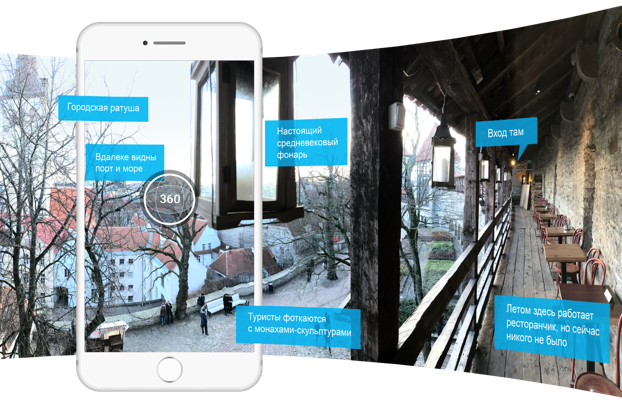 Городская ратуша
Вдалеке видны
порт и море
360
Настоящий
средневековый
фонарь
Вход там
Туристы фоткаются
с монахами-скульптурами
Летом здесь работает
ресторанчик, но сейчас
никого не было